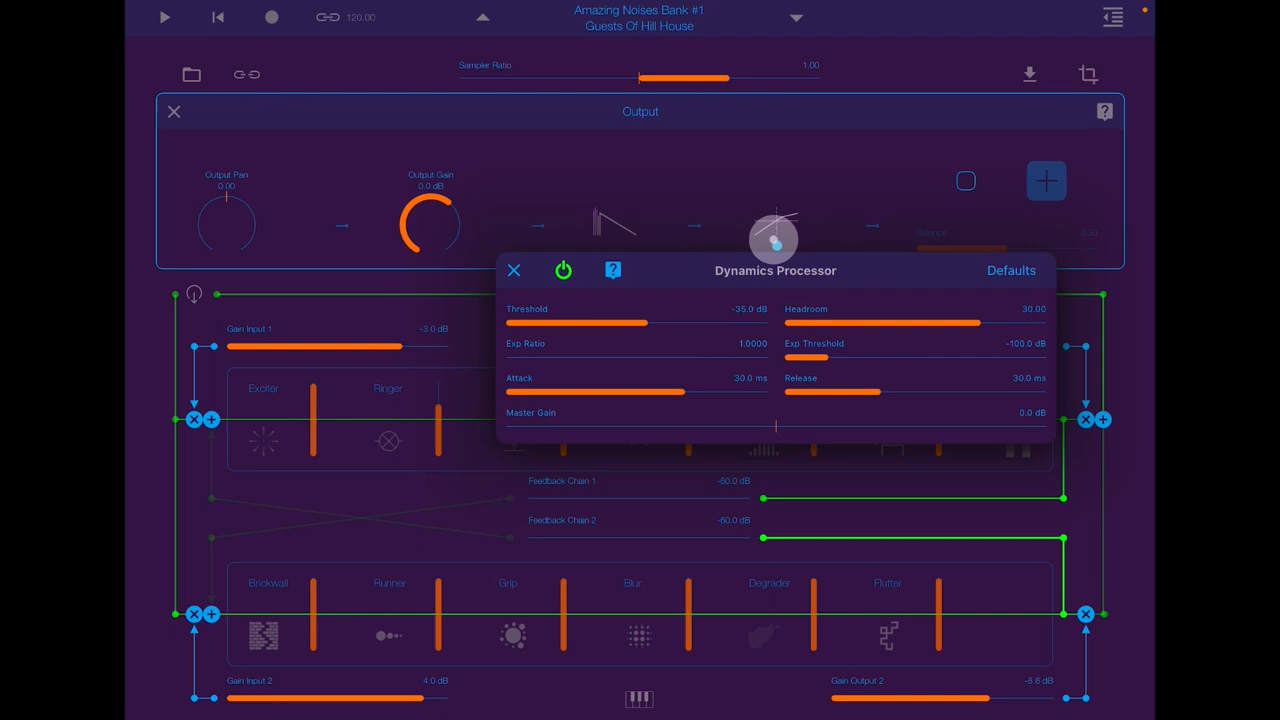 120.00
Amazing Noises Bank #1
Guests Of Hill House
Sampler Ratio
1.00
Output
?
Output Pan
0.00
Output Gain
0.0 dB
Balance
0.00
?
Dynamics Processor
Defaults
Threshold
-35.0 dB
Headroom
30.00
Exp Ratio
1.0000
Exp Threshold
-100.0 dB
Attack
30.0 ms
Release
30.0 ms
Master Gain
0.0 dB
Gain Input 1
-3.0 dB
Exciter
Ringer
Feedback Chain 1
-60.0 dB
Feedback Chain 2
-60.0 dB
Brickwall
Runner
Grip
Blur
Degrader
Flutter
Gain Input 2
4.0 dB
Gain Output 2
-8.6 dB